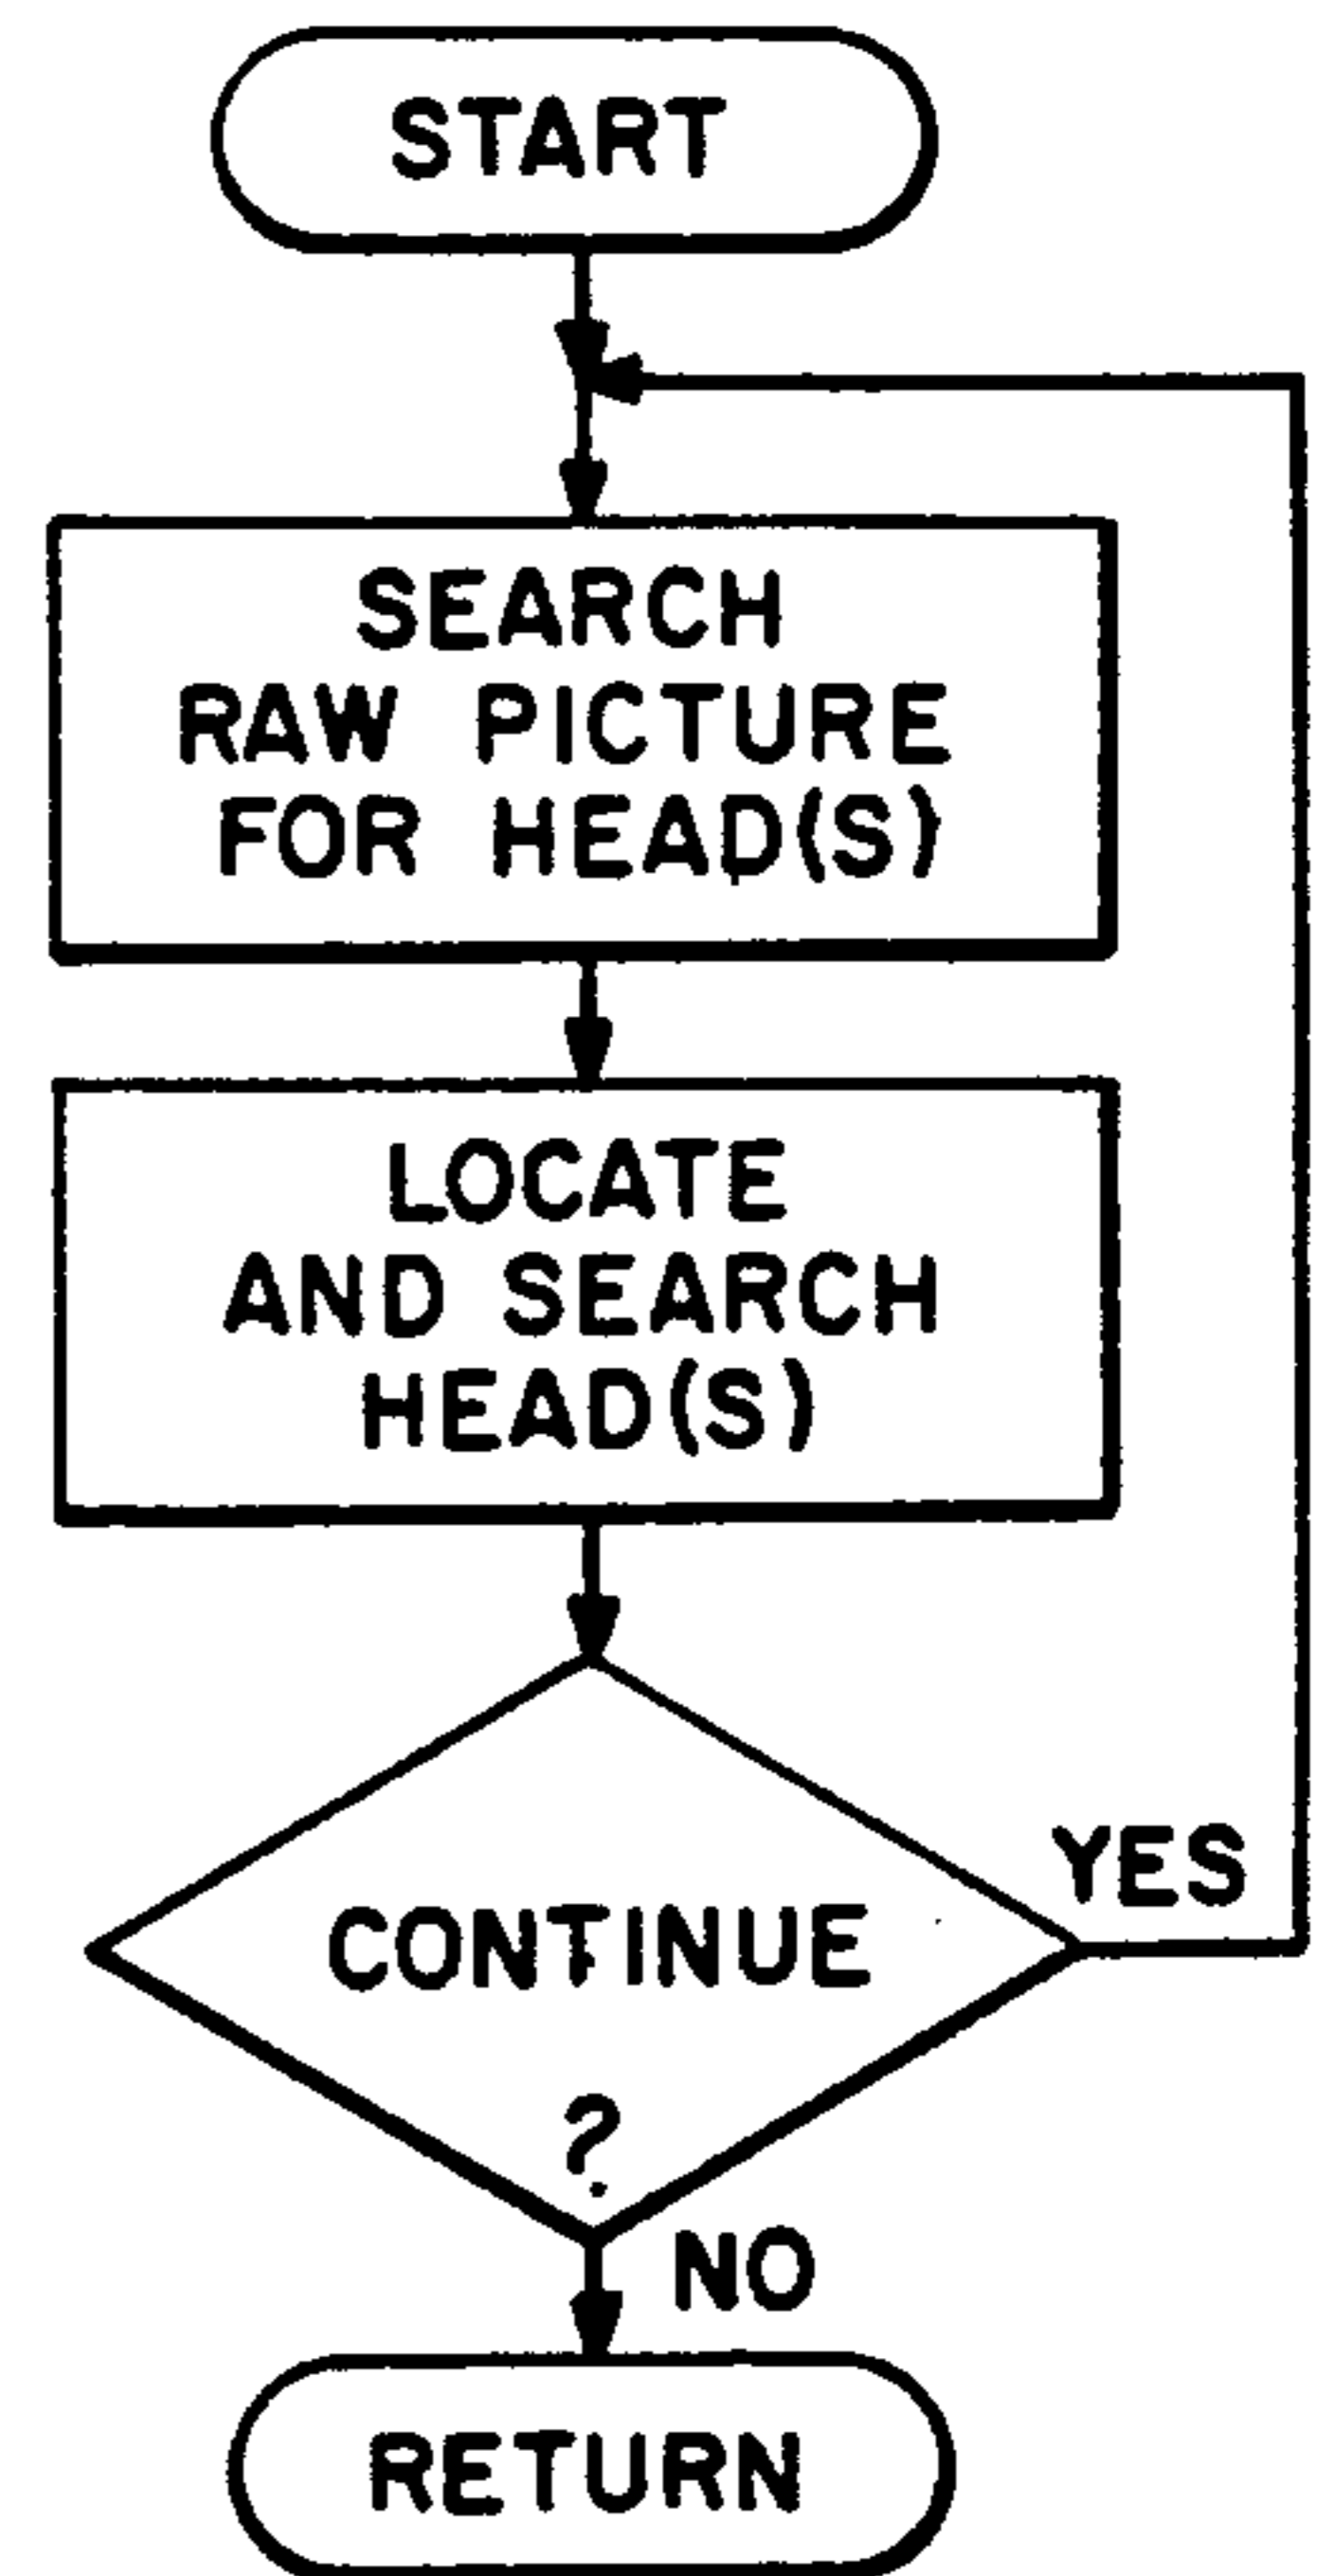 START
SEARCH
RAW PICTURE
FOR HEAD(S)
LOCATE
AND SEARCH
HEAD(S)
YES
CONTINUE
?
NO
RETURN